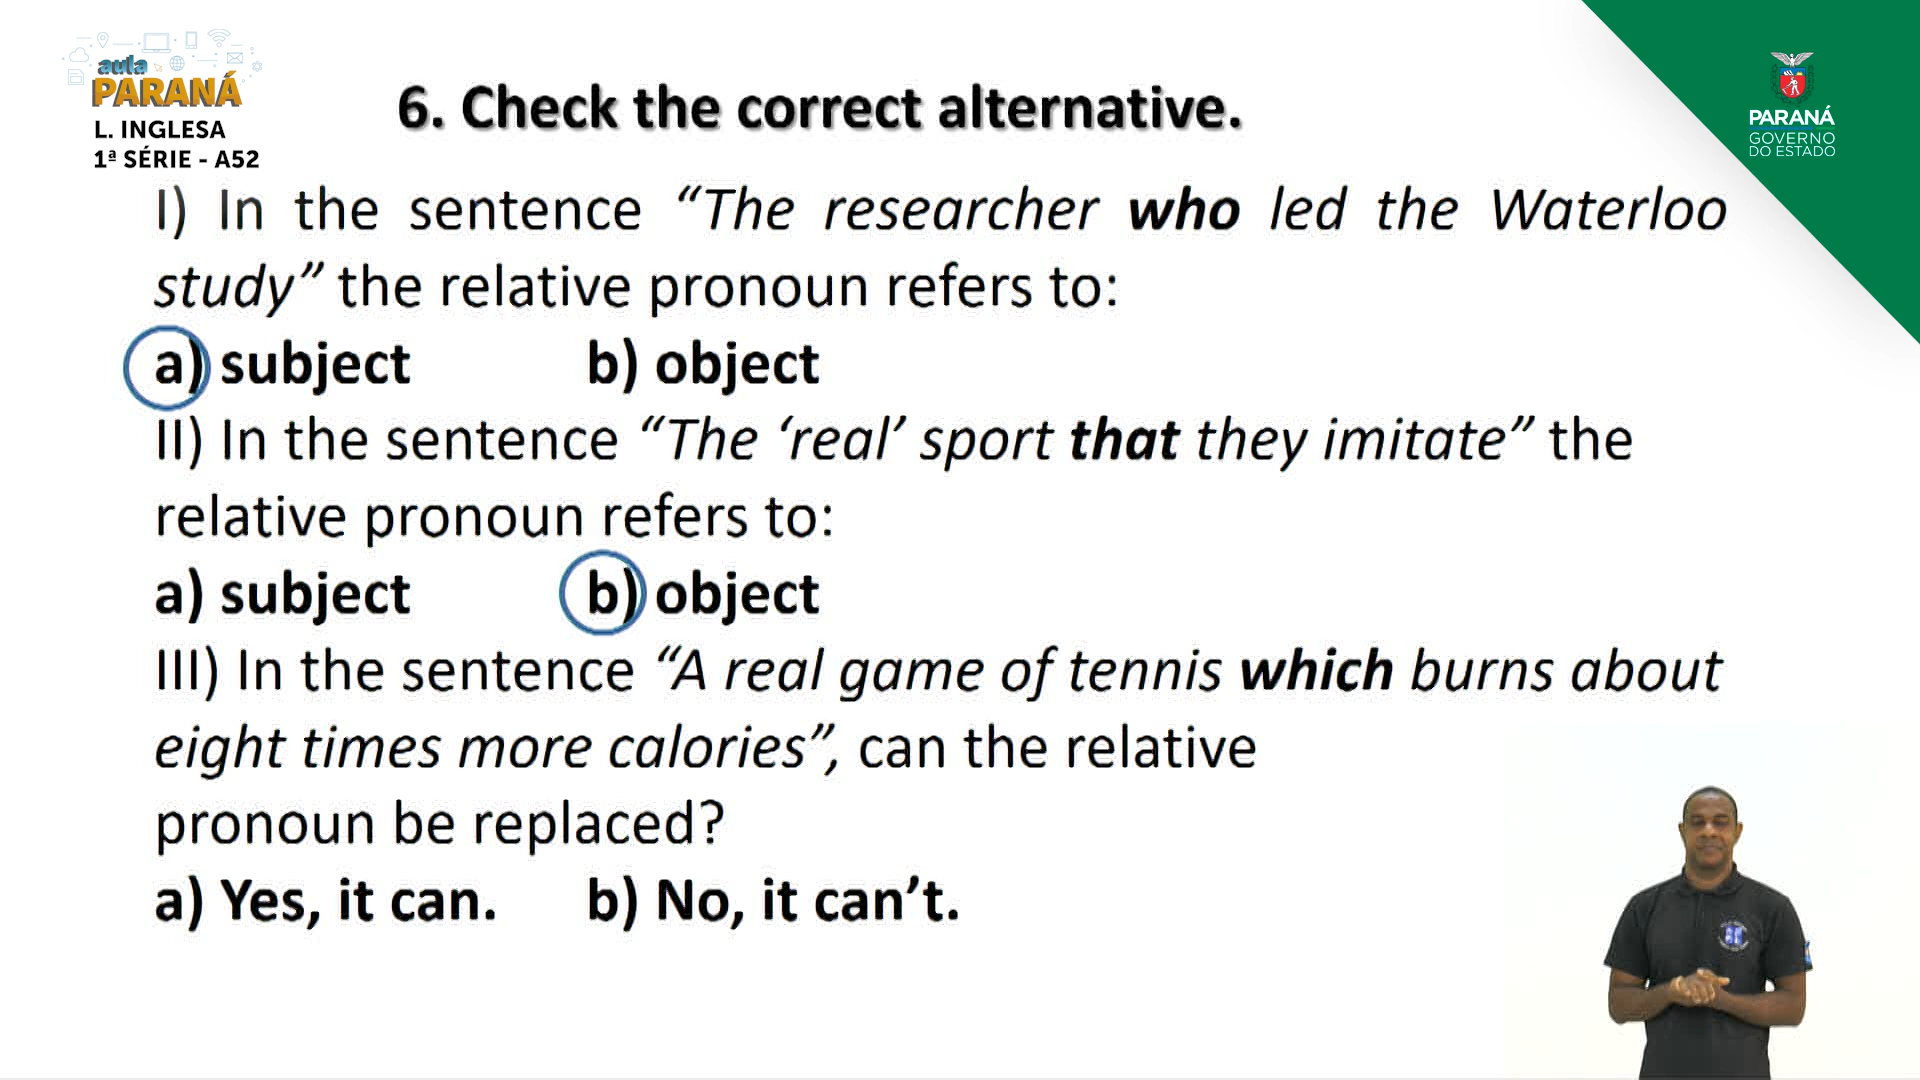 aula
PARANÁ
L. INGLESA
1ª SÉRIE - A52
PARANÁ
GOVERNO
DO ESTADO
6. Check the correct alternative.
I) In the sentence “The researcher who led the Waterloo
study” the relative pronoun refers to:
a) subject b) object
II) In the sentence “The ‘real’ sport that they imitate” the
relative pronoun refers to:
a) subject b) object
III) In the sentence “A real game of tennis which burns about
eight times more calories”, can the relative
pronoun be replaced?
a) Yes, it can. b) No, it can’t.